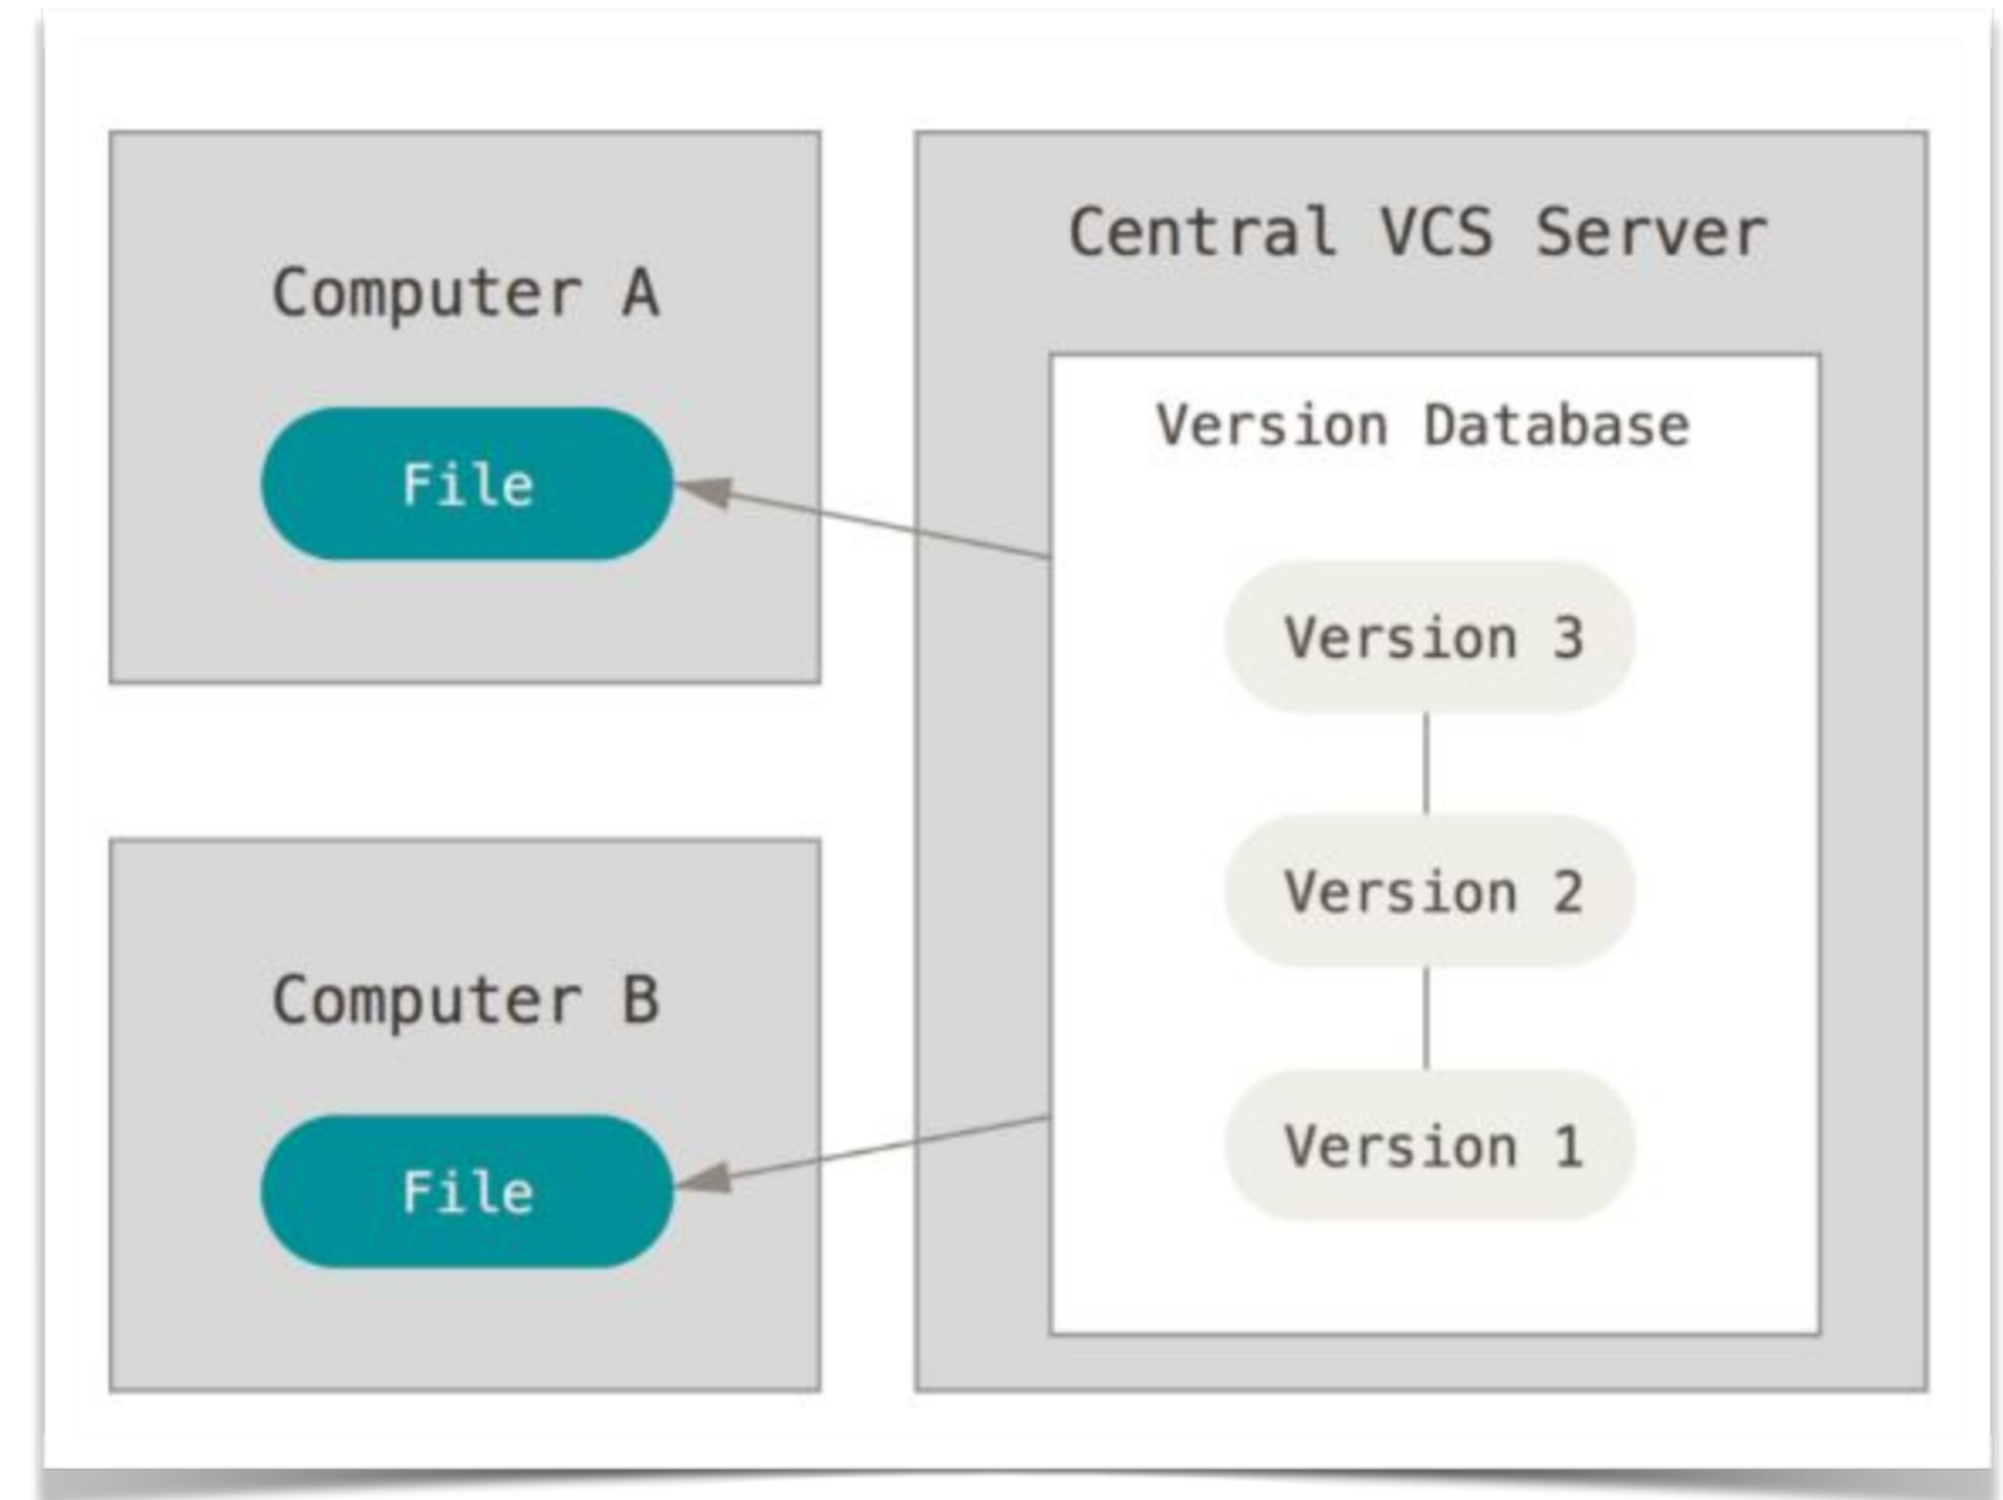 Computer A
File
Computer B
File
Central VCS Server
Version Database
Version 3
Version 2
Version 1